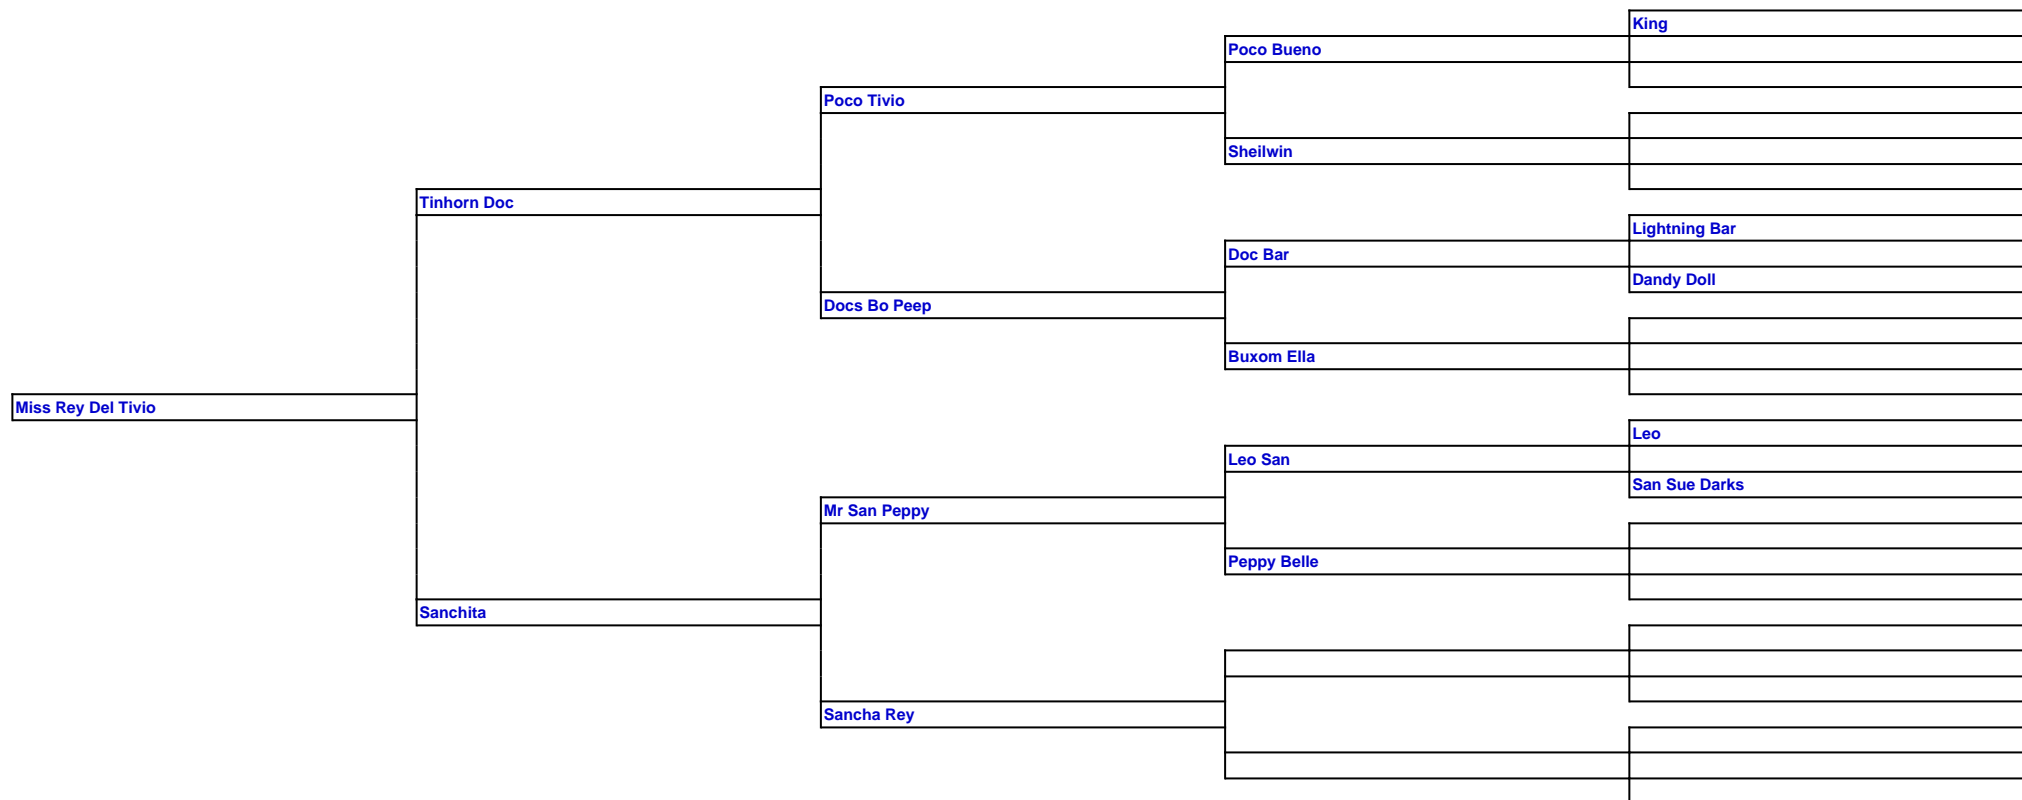 King
Poco Bueno
Poco Tivio
Sheilwin
Tinhorn Doc
Lightning Bar
Doc Bar
Dandy Doll
Docs Bo Peep
Buxom Ella
Miss Rey Del Tivio
Leo
Leo San
San Sue Darks
Mr San Peppy
Peppy Belle
Sanchita
Sancha Rey